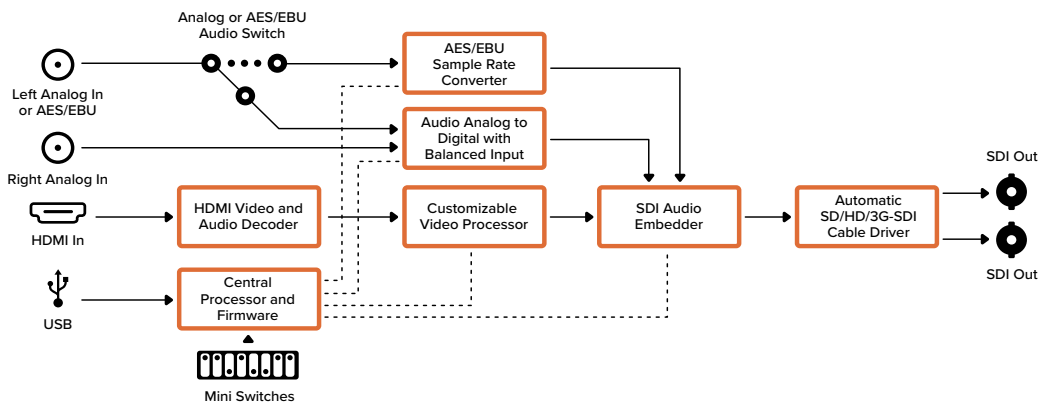 Analog or AES/EBU
Audio Switch
Left Analog In
or AES/EBU
AES/EBU
Sample Rate
Converter
Right Analog In
Audio Analog to
Digital with
Balanced Input
HDMI In
HDMI Video and
Audio Decoder
Customizable
Video Processor
SDI Audio
Embedder
Automatic
SD/HD/3G-SDI
Cable Driver
SDI Out
SDI Out
USB
Central
Processor and
Firmware
Mini Switches